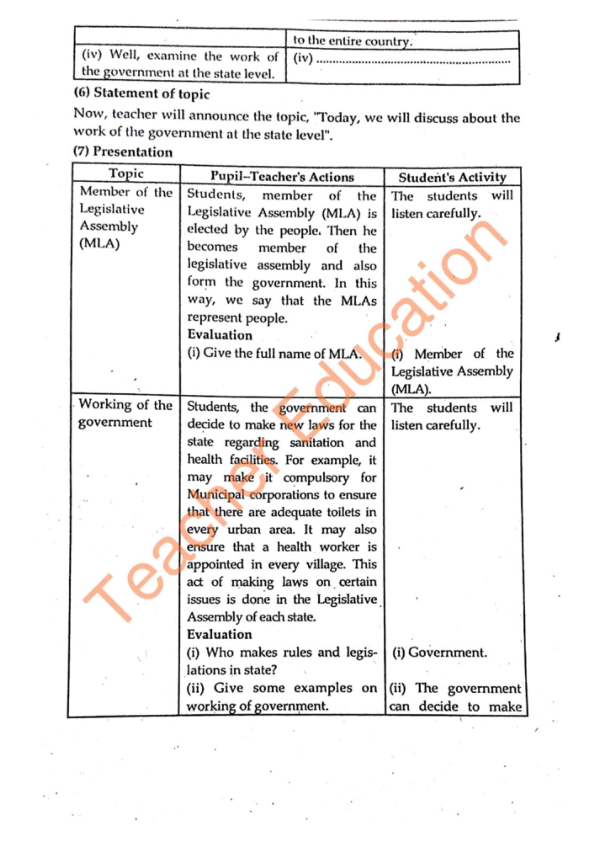 to the entire country.
(iv) Well, examine the work of the government at the state level.
(iv) ..........................................................
(6) Statement of topic
Now, teacher will announce the topic, "Today, we will discuss about the
work of the government at the state level".
(7) Presentation
Topic
Pupil–Teacher's Actions
Student's Activity
Member of the
Legislative
Assembly
(MLA)
Students, member of the
Legislative Assembly (MLA) is
elected by the people. Then he
becomes member of the
legislative assembly and also
form the government. In this
way, we say that the MLAs
represent people.
Evaluation
(i) Give the full name of MLA.
The students will
listen carefully.
(i) Member of the
Legislative Assembly
(MLA).
Working of the
government
Students, the government can
decide to make new laws for the
state regarding sanitation and
health facilities. For example, it
may make it compulsory for
Municipal corporations to ensure
that there are adequate toilets in
every urban area. It may also
ensure that a health worker is
appointed in every village. This
act of making laws on certain
issues is done in the Legislative
Assembly of each state.
Evaluation
(i) Who makes rules and legis-
lations in state?
(ii) Give some examples on
working of government.
The students will
listen carefully.
(i) Government.
(ii) The government
can decide to make
Teacher Education